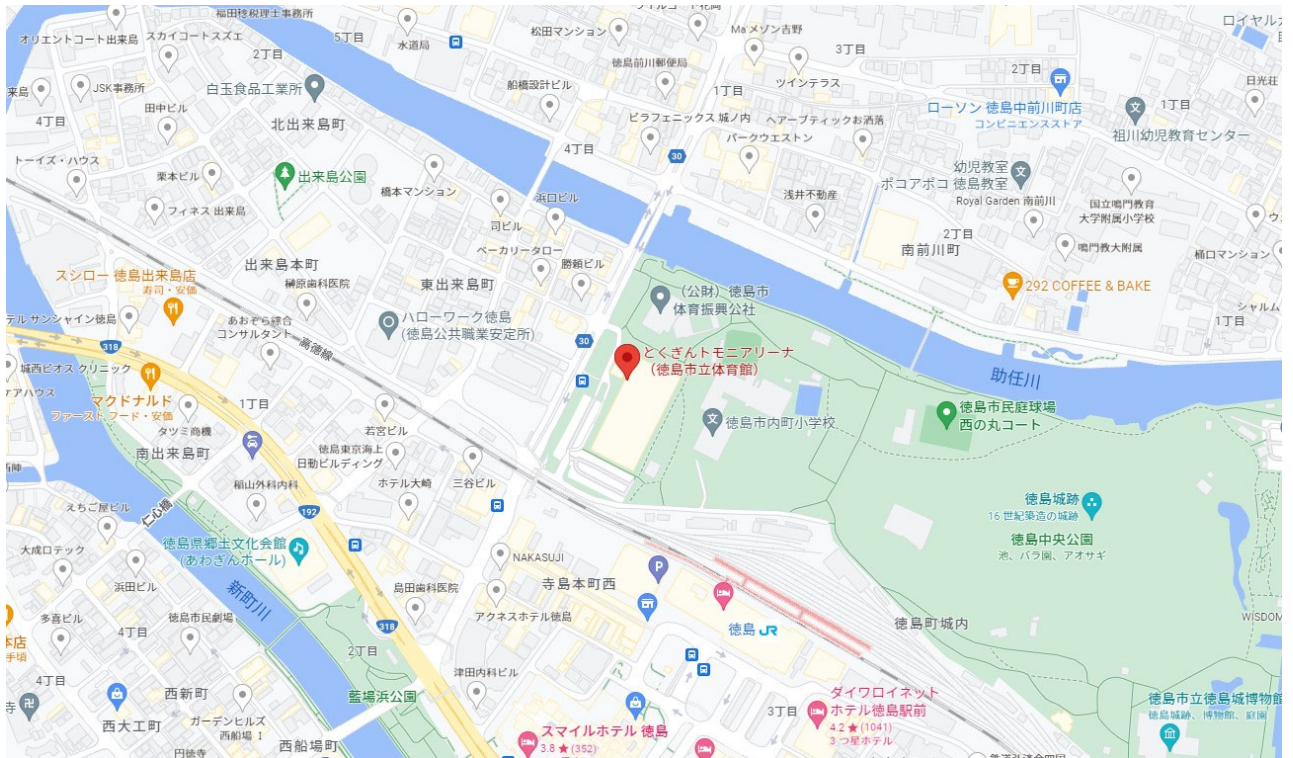 福田稔税理士事務所
オリエントコート出来島
スカイコートスズエ
2丁目
5丁目
水道局
松田マンション
Ma メゾン吉野
3丁目
徳島前川郵便局
ツインテラス
2丁目
日光荘
来島
JSK事務所
白玉食品工業所
船橋設計ビル
1丁目
ローソン 徳島中前川町店
コンビニエンスストア
1丁目
4丁目
田中ビル
北出来島町
ピラフェニックス 城ノ内
ヘアーブティックお洒落
祖川幼児教育センター
トーイズ・ハウス
4丁目
30
パークウエストン
幼児教室
ポコアポコ 徳島教室
栗本ビル
出来島公園
橋本マンション
浜口ビル
浅井不動産
Royal Garden 南前川
国立鳴門教育
大学附属小学校
フィネス 出来島
司ビル
2丁目
南前川町
鳴門教大附属
樋口マンション
ベーカリータロー
出来島本町
スシロー 徳島出来島店
寿司・安価
榊原歯科医院
東出来島町
勝頼ビル
(公財)徳島市
体育振興公社
292 COFFEE & BAKE
シャルム
1丁目
テル サンシャイン徳島
あおぞら綜合
コンサルタント
ハローワーク徳島
(徳島公共職業安定所)
318
高徳線
30
とくぎんトモニアリーナ
(徳島市立体育館)
助任川
城西ビオス クリニック
ケアハウス
マクドナルド
ファースト フード・安価
1丁目
徳島市民庭球場
西の丸コート
徳島市内町小学校
タツミ商機
若宮ビル
南出来島町
徳島東京海上
日動ビルディング
稲山外科内科
ホテル大崎
三谷ビル
えちご屋ビル
仁心橋
192
徳島城跡
16 世紀築造の城跡
徳島中央公園
池、バラ園、アオサギ
大成ロテック
徳島県郷土文化会館
(あわぎんホール)
NAKASUJI
浜田ビル
新町川
島田歯科医院
寺島本町西
P
多喜ビル
徳島市民劇場
アクネスホテル徳島
徳島 JR
徳島町城内
WISDOM
本店
手頃
4丁目
318
2丁目
津田内科ビル
4丁目
西新町
藍場浜公園
ダイワロイネット
ホテル徳島駅前
4.2 ★ (1041)
3 つ星ホテル
徳島市立徳島城博物館
徳島城跡、博物館、庭園
寺
西大工町
ガーデンヒルズ
西船場 I
3丁目
スマイルホテル 徳島
3.8 ★ (352)
円徳寺
西船場町